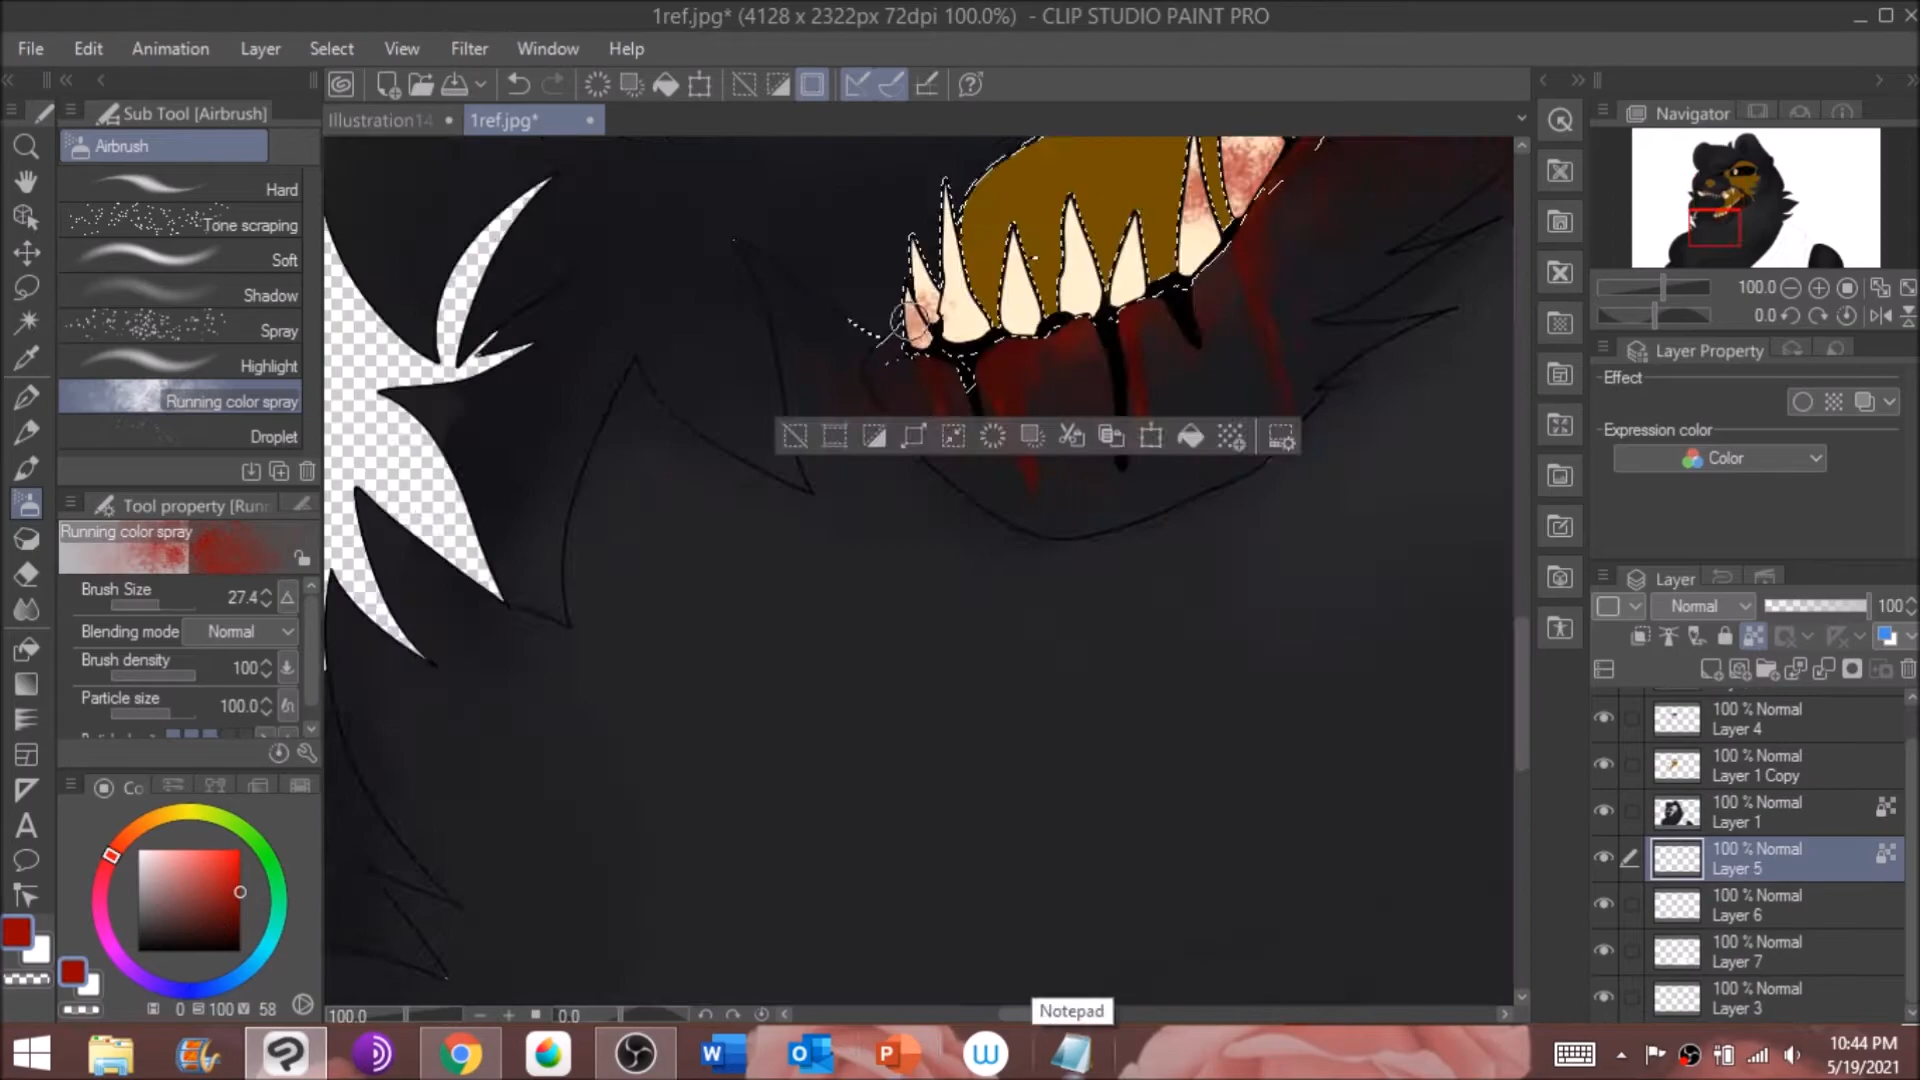 1ref.jpg* (4128 x 2322px 72dpi 100.0%) - CLIP STUDIO PAINT PRO
File Edit Animation Layer Select View Filter Window Help
Sub Tool [Airbrush]
Airbrush
Hard
Tone scraping
Soft
Shadow
Spray
Highlight
Running color spray
Droplet
Tool property [Runn
Running color spray
Brush Size 27.4
Blending mode Normal
Brush density 100
Particle size 100.0
Co
0 100 58
Illustration14
1ref.jpg*
100.0 0.0
Notepad
Navigator
100.0
0.0
Layer Property
Effect
Expression color
Color
Layer
Normal 100
100 % Normal
Layer 4
100 % Normal
Layer 1 Copy
100 % Normal
Layer 1
100 % Normal
Layer 5
100 % Normal
Layer 6
100 % Normal
Layer 7
100 % Normal
Layer 3
10:44 PM
5/19/2021